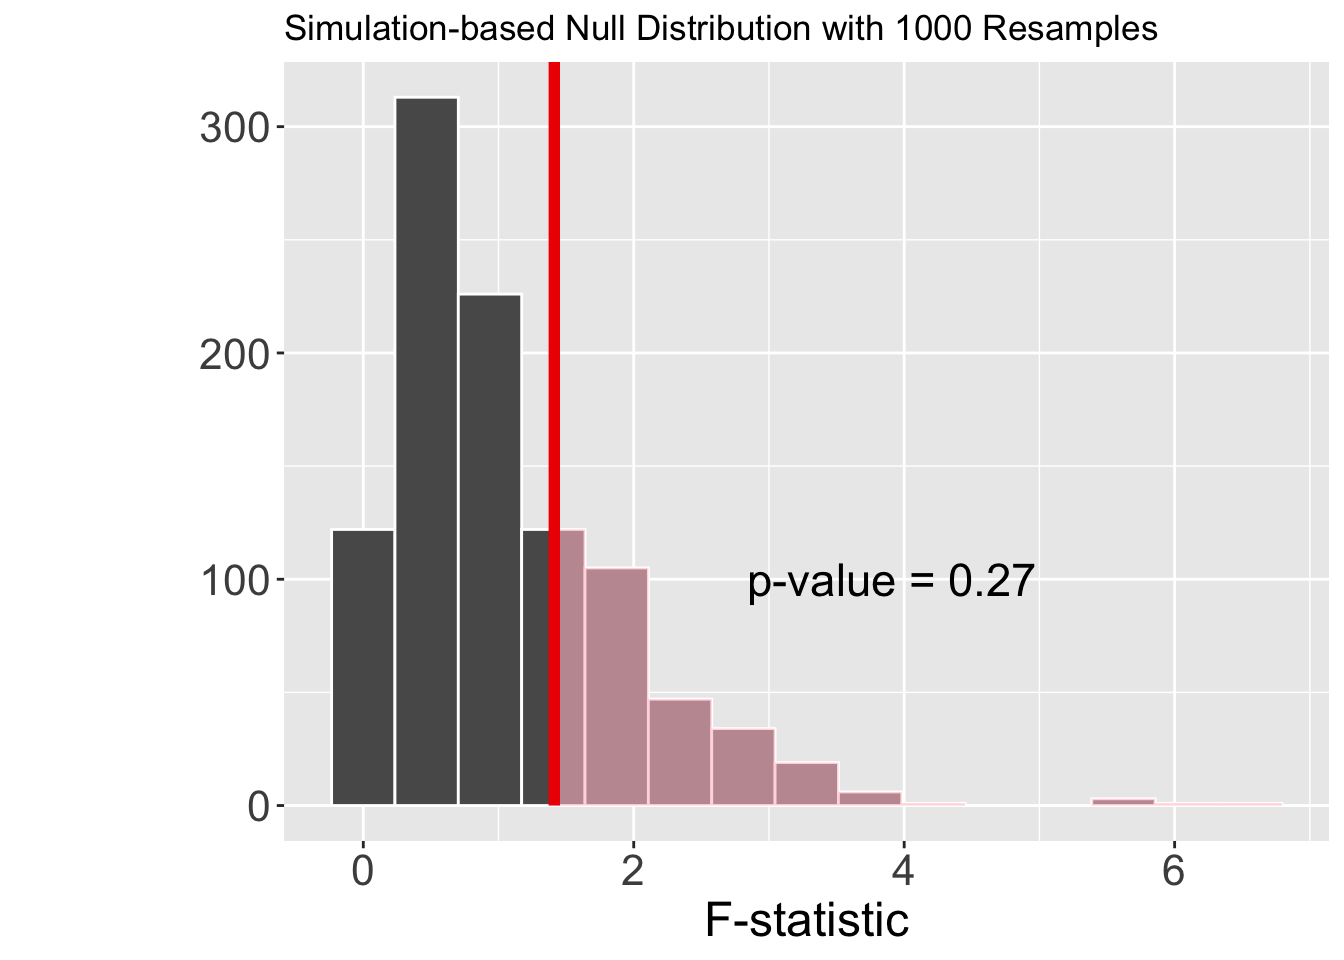 Simulation-based Null Distribution with 1000 Resamples
300
200
100
0
p-value = 0.27
0 2 4 6
F-statistic